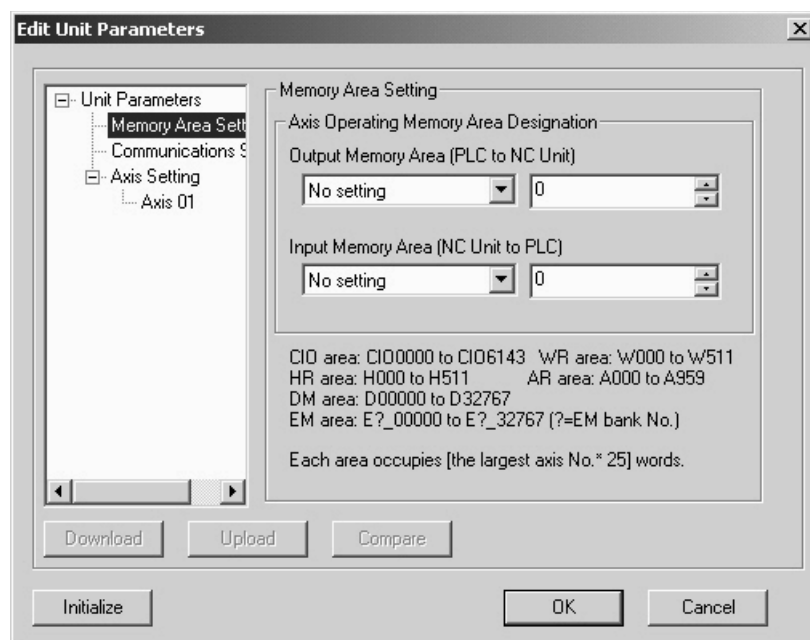 Edit Unit Parameters
Unit Parameters
Memory Area Sett
Communications S
Axis Setting
Axis 01
Memory Area Setting
Axis Operating Memory Area Designation
Output Memory Area (PLC to NC Unit)
No setting 0
Input Memory Area (NC Unit to PLC)
No setting 0
CIO area: CIO0000 to CIO6143 WR area: W000 to W511
HR area: H000 to H511 AR area: A000 to A959
DM area: D00000 to D32767
EM area: E?_00000 to E?_32767 (?=EM bank No.)
Each area occupies [the largest axis No.* 25] words.
Download Upload Compare
Initialize OK Cancel